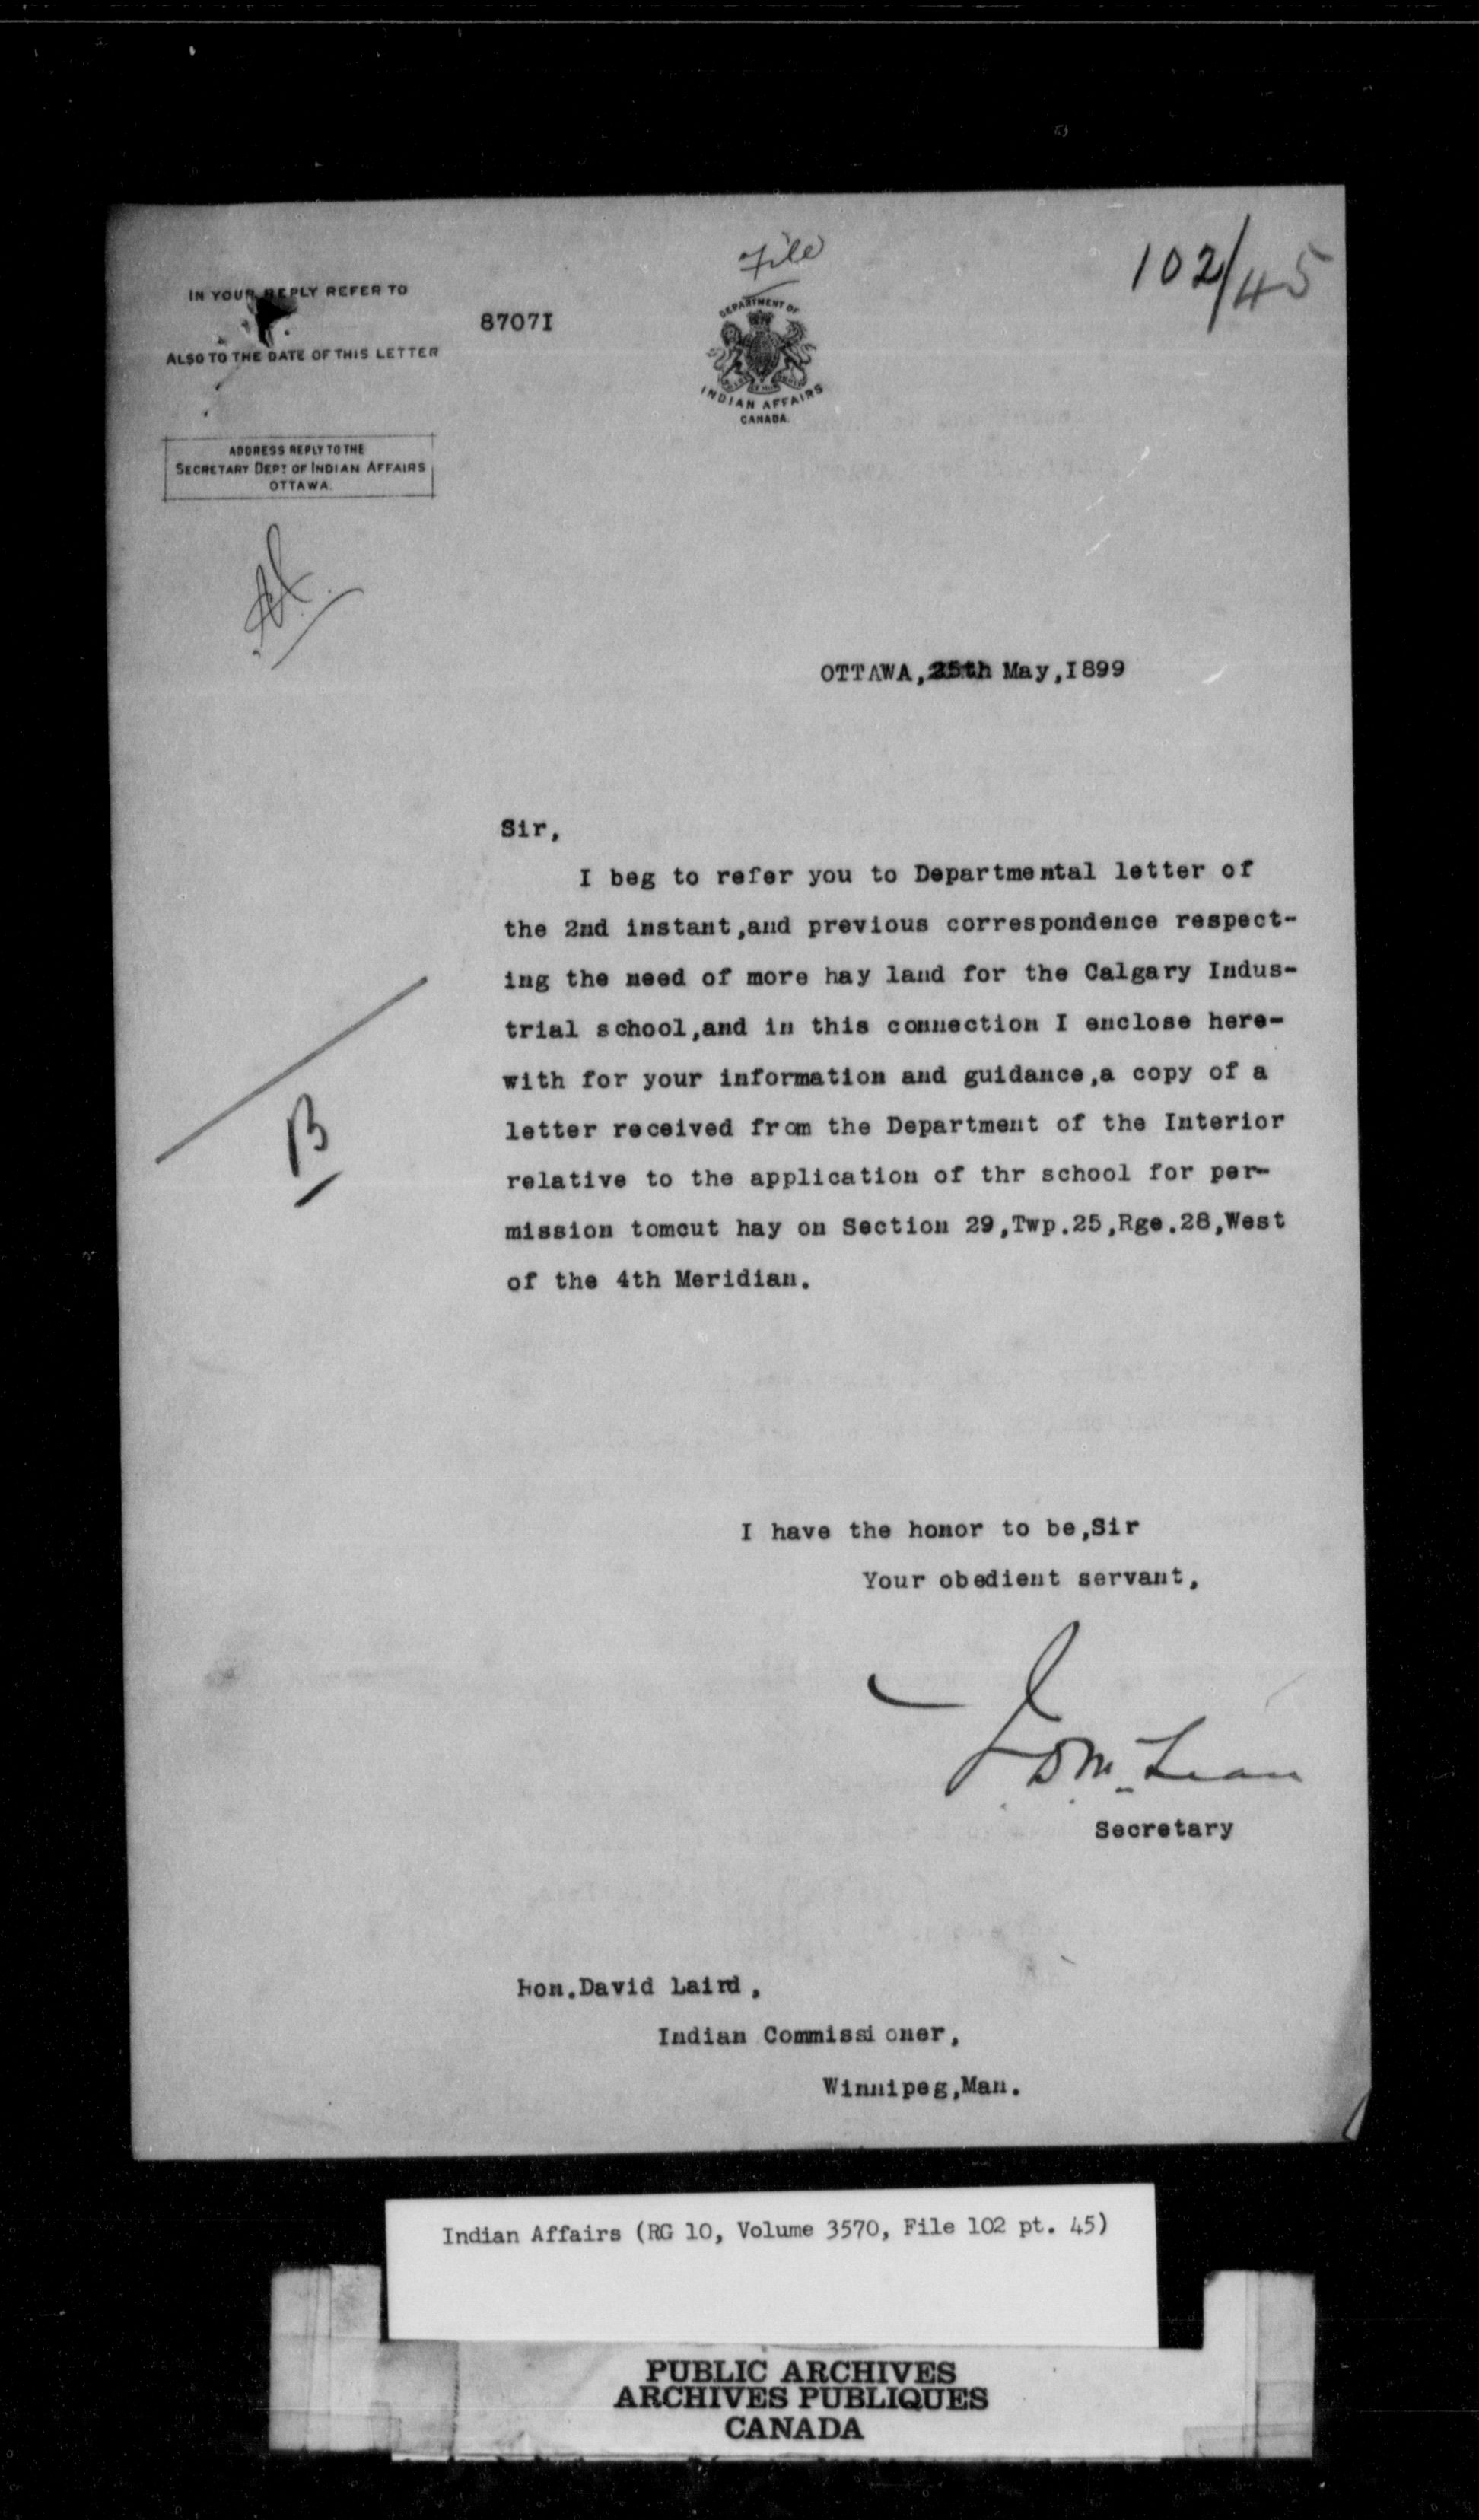 File
102/45
IN YOUR REPLY REFER TO
8707I
ALSO TO THE DATE OF THIS LETTER
DEPARTMENT OF
INDIAN AFFAIRS
CANADA.
ADDRESS REPLY TO THE
SECRETARY DEPT OF INDIAN AFFAIRS
OTTAWA.
OTTAWA,25th May,I899
Sir,
I beg to refer you to Departmental letter of
the 2nd instant,and previous correspondence respect-
ing the need of more hay land for the Calgary Indus-
trial school,and in this connection I enclose here-
with for your information and guidance,a copy of a
letter received from the Department of the Interior
relative to the application of thr school for per-
mission tomcut hay on Section 29,Twp.25,Rge.28,West
of the 4th Meridian.
B
I have the honor to be,Sir
Your obedient servant,
J D McLean
Secretary
Hon.David Laird,
Indian Commissioner,
Winnipeg,Man.
Indian Affairs (RG 10, Volume 3570, File 102 pt. 45)
PUBLIC ARCHIVES
ARCHIVES PUBLIQUES
CANADA